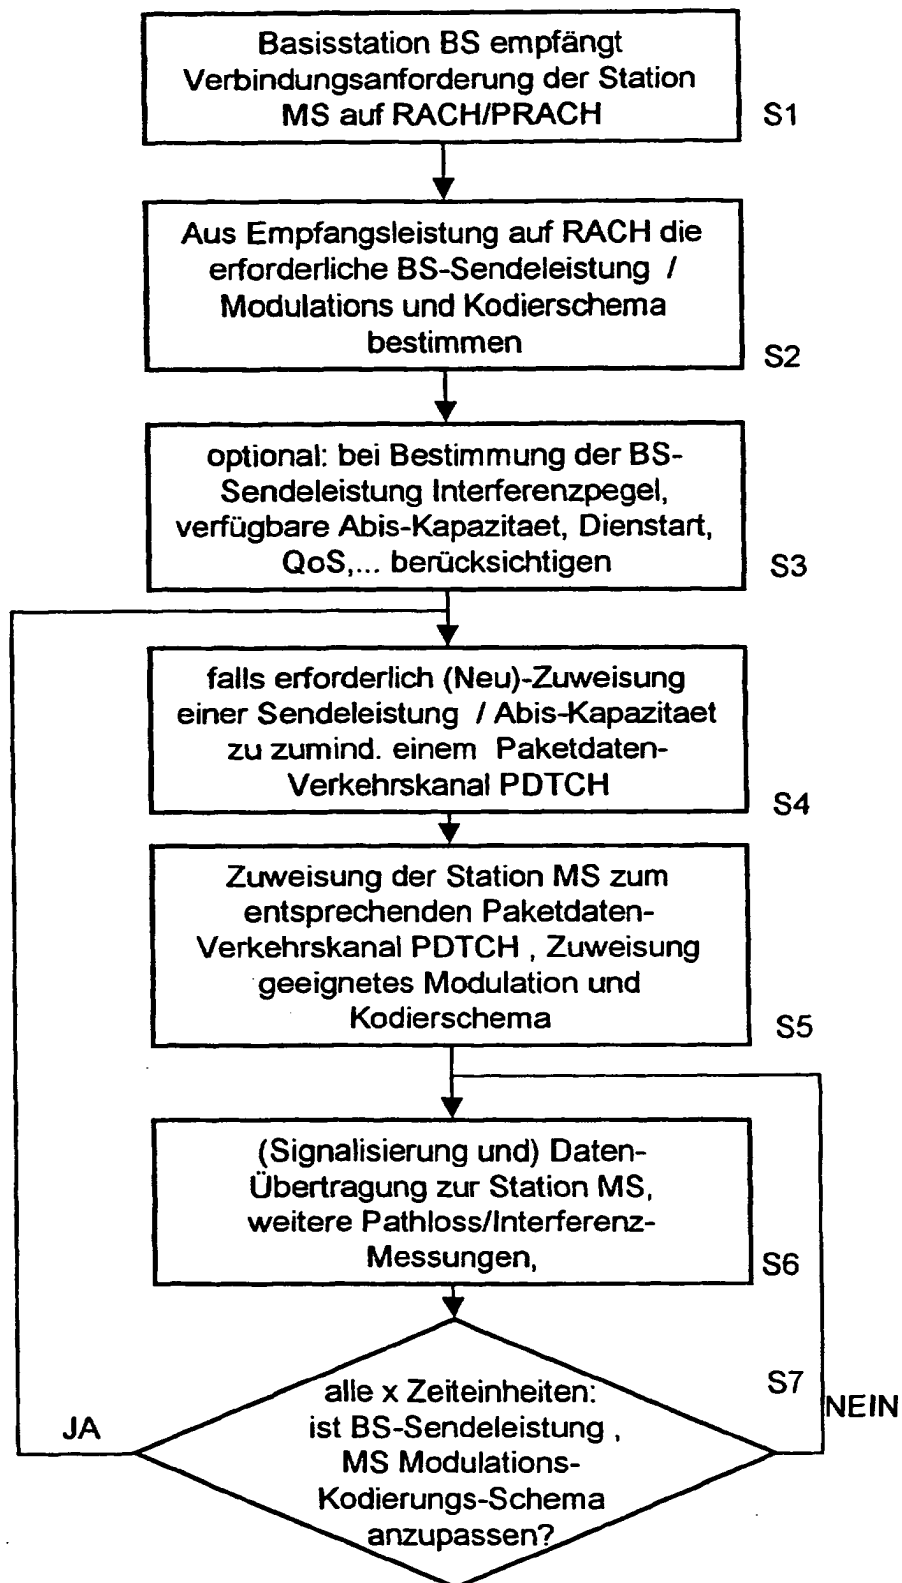 Basisstation BS empfängt
Verbindungsanforderung der Station
MS auf RACH/PRACH
S1
Aus Empfangsleistung auf RACH die
erforderliche BS-Sendeleistung /
Modulations und Kodierschema
bestimmen
S2
optional: bei Bestimmung der BS-
Sendeleistung Interferenzpegel,
verfügbare Abis-Kapazitaet, Dienstart,
QoS,... berücksichtigen
S3
falls erforderlich (Neu)-Zuweisung
einer Sendeleistung / Abis-Kapazitaet
zu zumind. einem Paketdaten-
Verkehrskanal PDTCH
S4
Zuweisung der Station MS zum
entsprechenden Paketdaten-
Verkehrskanal PDTCH , Zuweisung
geeignetes Modulation und
Kodierschema
S5
(Signalisierung und) Daten-
Übertragung zur Station MS,
weitere Pathloss/Interferenz-
Messungen,
S6
alle x Zeiteinheiten:
ist BS-Sendeleistung ,
MS Modulations-
Kodierungs-Schema
anzupassen?
S7
JA
NEIN